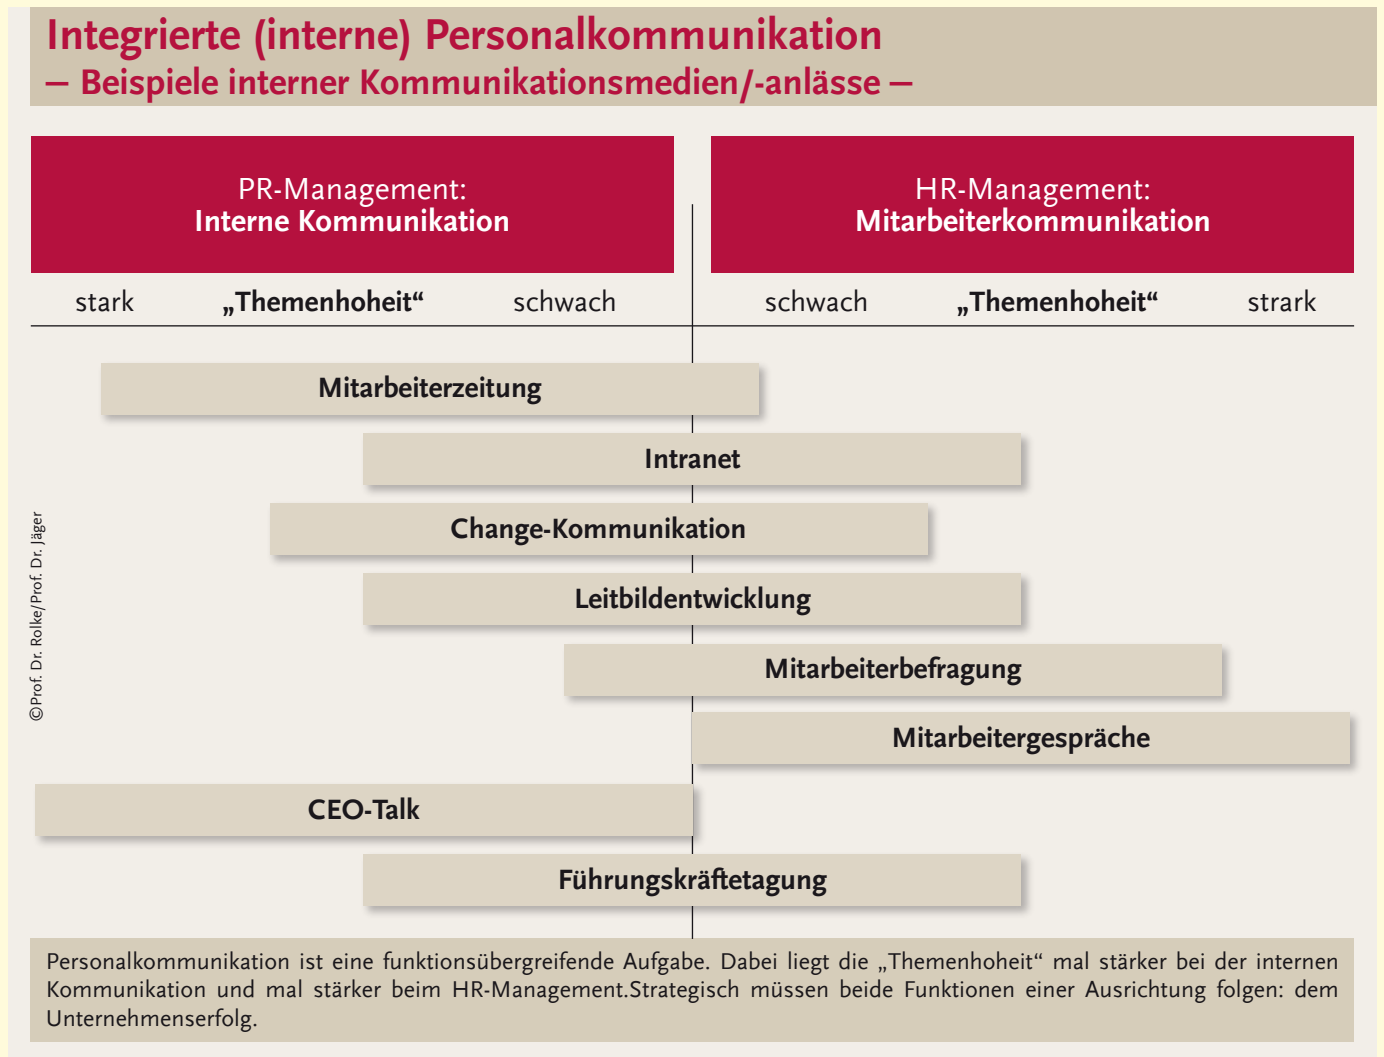 Integrierte (interne) Personalkommunikation
– Beispiele interner Kommunikationsmedien/-anlässe –
PR-Management:
Interne Kommunikation
HR-Management:
Mitarbeiterkommunikation
stark „Themenhoheit“ schwach
schwach „Themenhoheit“ strark
Mitarbeiterzeitung
Intranet
Change-Kommunikation
Leitbildentwicklung
Mitarbeiterbefragung
Mitarbeitergespräche
CEO-Talk
Führungskräftetagung
©Prof. Dr. Rolke/Prof. Dr. Jäger
Personalkommunikation ist eine funktionsübergreifende Aufgabe. Dabei liegt die „Themenhoheit“ mal stärker bei der internen
Kommunikation und mal stärker beim HR-Management.Strategisch müssen beide Funktionen einer Ausrichtung folgen: dem
Unternehmenserfolg.